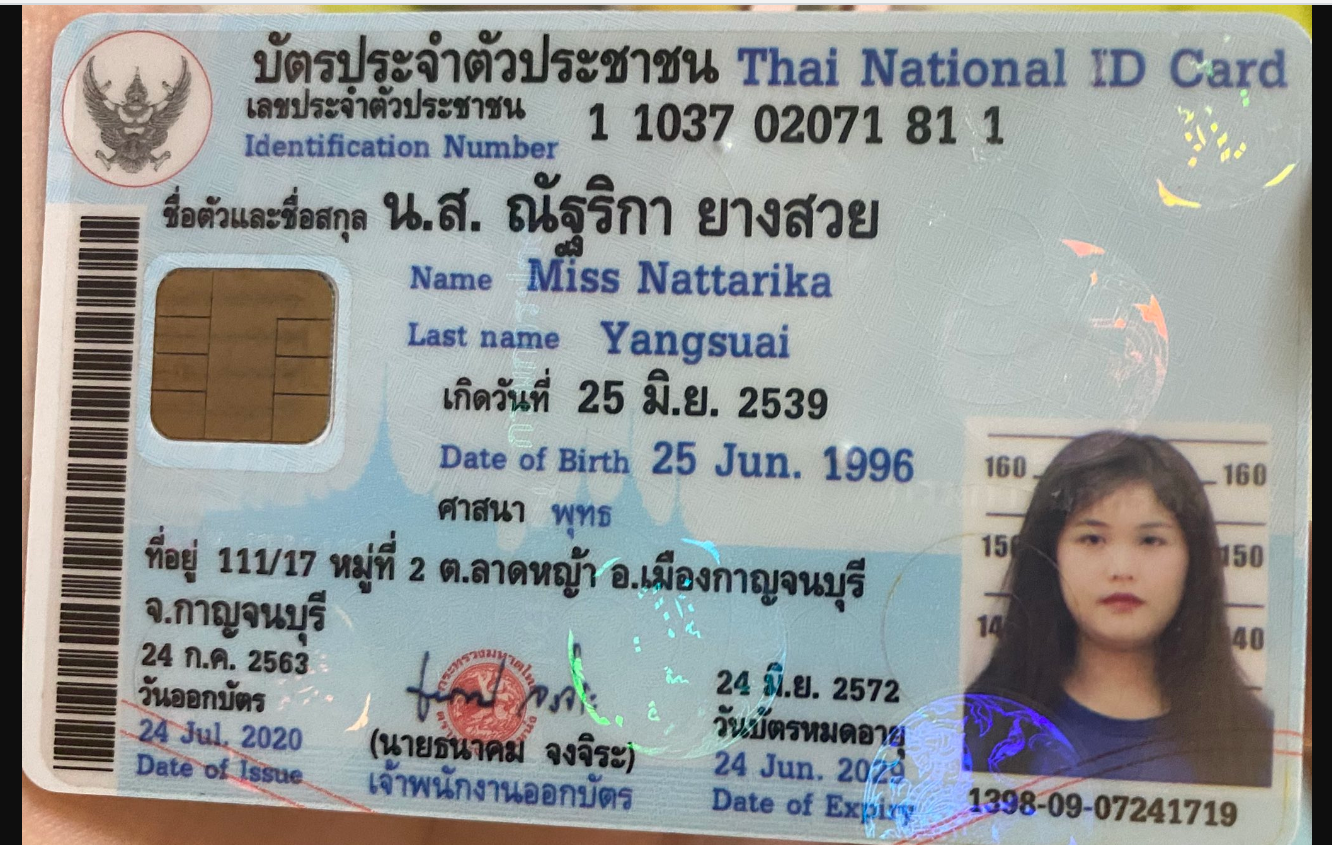 บัตรประจำตัวประชาชน Thai National ID Card
เลขประจำตัวประชาชน
Identification Number 1 1037 02071 81 1
ชื่อตัวและชื่อสกุล น.ส. ณัฐริกา ยางสวย
Name Miss Nattarika
Last name Yangsuai
เกิดวันที่ 25 มิ.ย. 2539
Date of Birth 25 Jun. 1996
ศาสนา พุทธ
ที่อยู่ 111/17 หมู่ที่ 2 ต.ลาดหญ้า อ.เมืองกาญจนบุรี
จ.กาญจนบุรี
24 ก.ค. 2563
วันออกบัตร
24 Jul. 2020
Date of Issue
(นายธนาคม จงจิระ)
เจ้าพนักงานออกบัตร
24 มิ.ย. 2572
วันบัตรหมดอายุ
24 Jun. 2029
Date of Expiry
160 160
150 150
140 140
1398-09-07241719